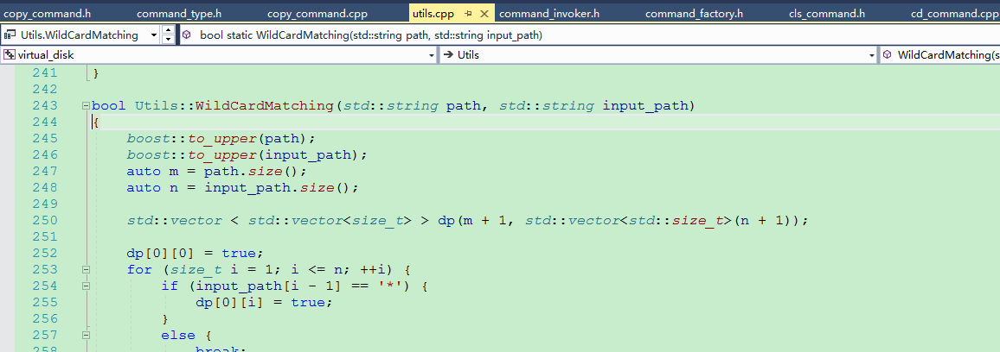 copy_command.h command_type.h copy_command.cpp utils.cpp command_invoker.h command_factory.h cls_command.h cd_command.cpp
Utils.WildCardMatching bool static WildCardMatching(std::string path, std::string input_path)
virtual_disk Utils WildCardMatching(s
241 }
242
243 bool Utils::WildCardMatching(std::string path, std::string input_path)
244 {
245 boost::to_upper(path);
246 boost::to_upper(input_path);
247 auto m = path.size();
248 auto n = input_path.size();
249
250 std::vector < std::vector<size_t> > dp(m + 1, std::vector<std::size_t>(n + 1));
251
252 dp[0][0] = true;
253 for (size_t i = 1; i <= n; ++i) {
254 if (input_path[i - 1] == '*') {
255 dp[0][i] = true;
256 }
257 else {
258 break;